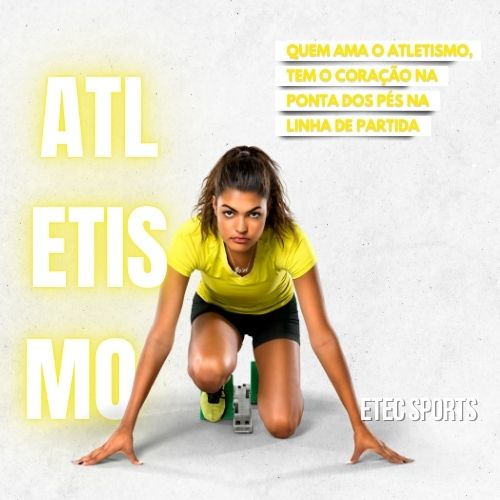 ATL
ETIS
MO
QUEM AMA O ATLETISMO,
TEM O CORAÇÃO NA
PONTA DOS PÉS NA
LINHA DE PARTIDA
ETEC SPORTS